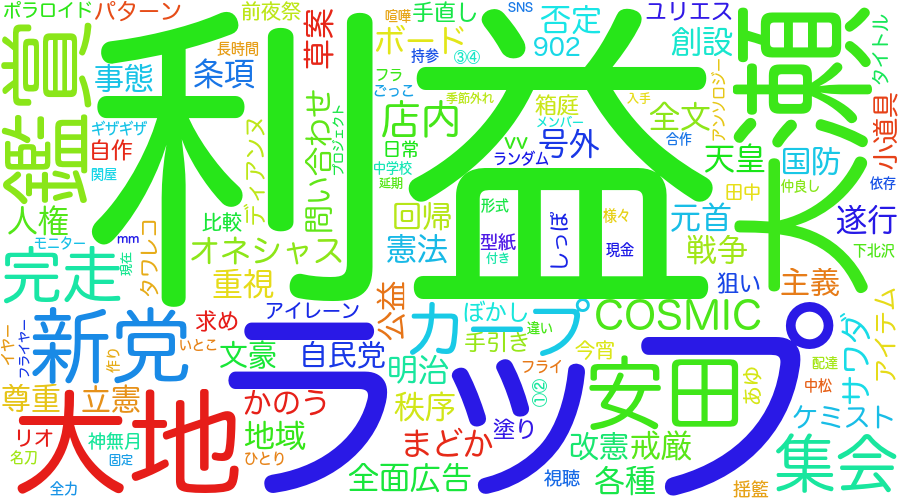 ポラロイド
パターン
前夜祭
喧嘩
手直し
SNS
否定
ユリエス
長時間
ボード
持参
③④
902
創設
タイトル
鑑賞
利益
大瀬
事態
条項
草案
フラ
ごっこ
季節外れ
箱庭
入手
全文
アンソロジー
小道具
ギザギザ
自作
関屋
ディアンヌ
問い合わせ
プロジェクト
店内
日常
vv
メンバー
号外
合作
ランダム
天皇
国防
中学校
延期
田中
仲良し
依存
人権
モニター
mm
現在
タワレコ
比較
オネシャス
回帰
憲法
形式
型紙
付き
しっぽ
様々
現金
元首
戦争
遂行
下北沢
完走
重視
公益
狙い
主義
イヤー
フライヤー
新党
作り
いとこ
求め
アイレーン
ぼかし
手引き
カープ
違い
COSMIC
今宵
サワダ
アイテム
文豪
自民党
明治
フライ
①②
配達
中松
尊重
立憲
ラップ
安田
あゆ
ケミスト
大地
かのう
秩序
リオ
神無月
地域
まどか
塗り
改憲
戒厳
集会
名刀
固定
ひとり
全力
全面広告
視聴
各種
揺籃